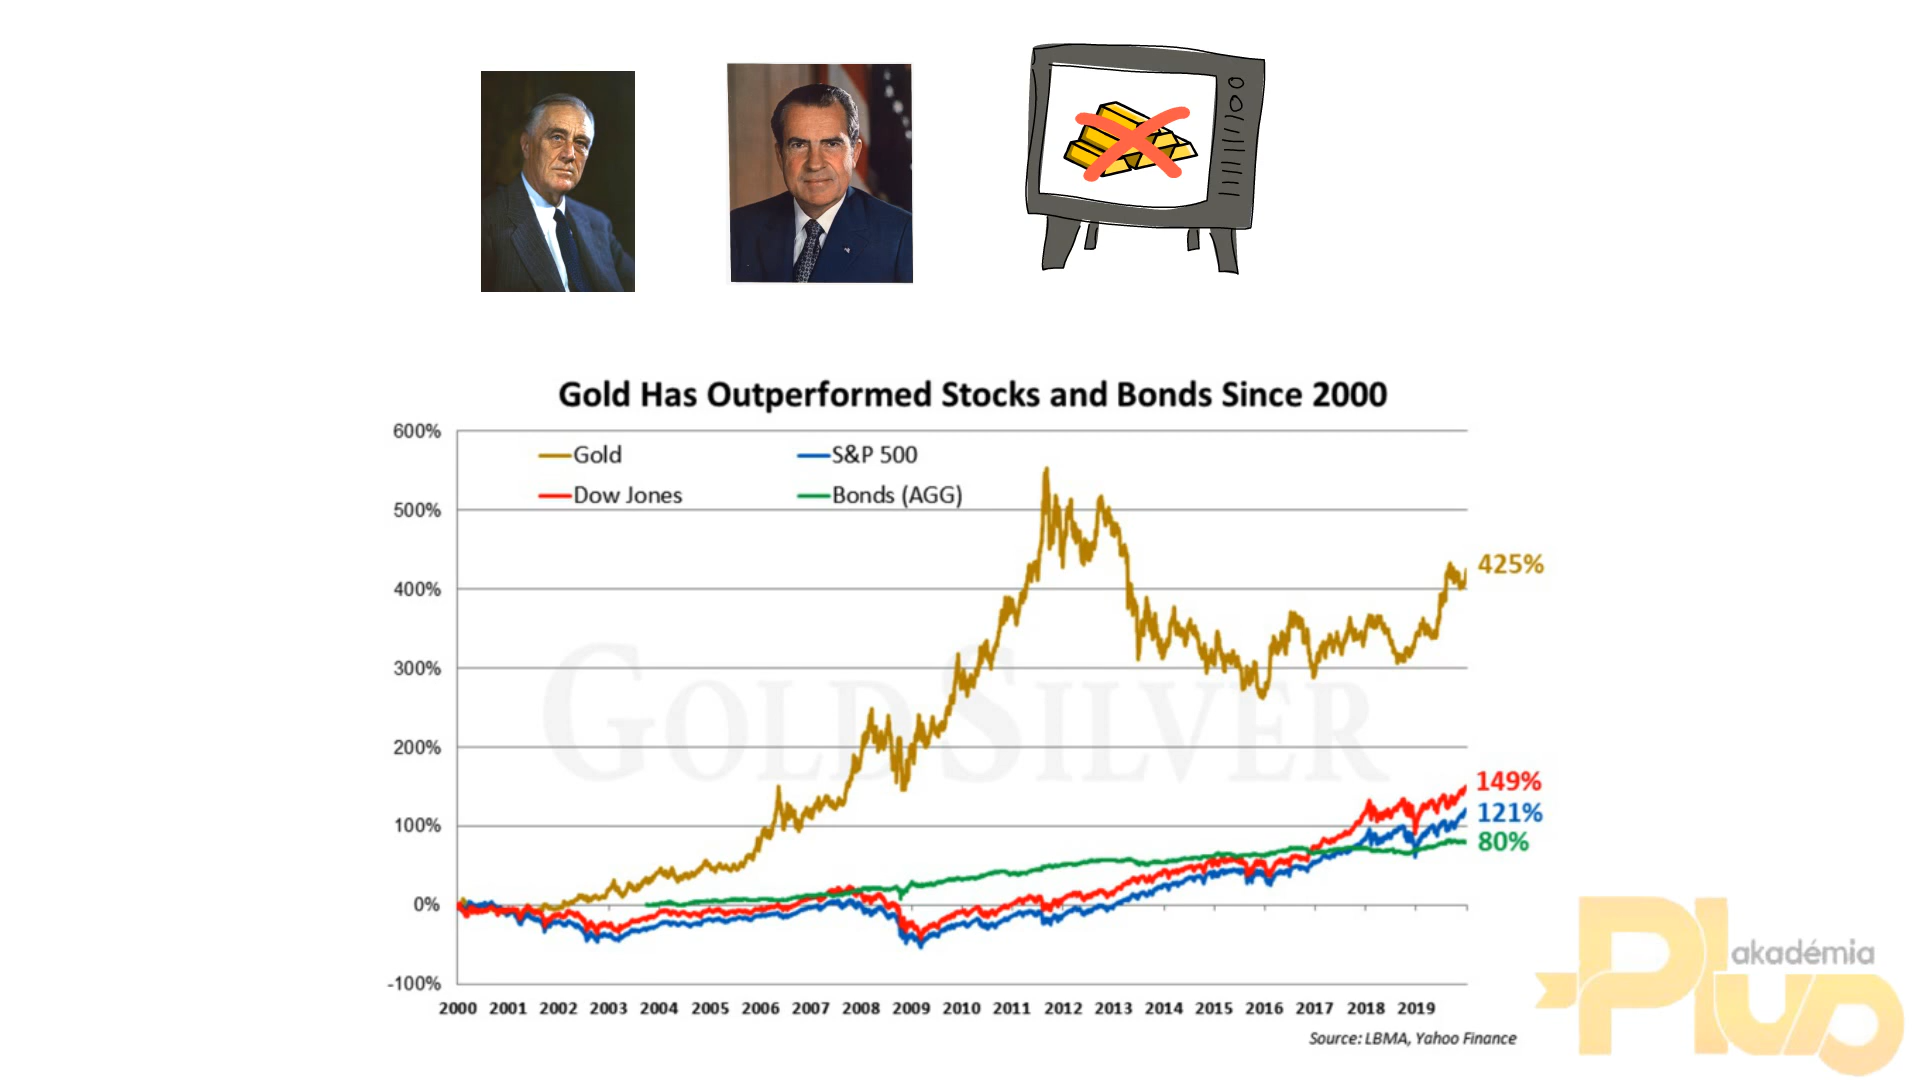 Gold Has Outperformed Stocks and Bonds Since 2000
600%
Gold
S&P 500
Dow Jones
Bonds (AGG)
500%
425%
400%
300%
GOLDSILVER
200%
149%
121%
100%
80%
0%
-100%
2000 2001 2002 2003 2004 2005 2006 2007 2008 2009 2010 2011 2012 2013 2014 2015 2016 2017 2018 2019
Source: LBMA, Yahoo Finance
Plus
akadémia